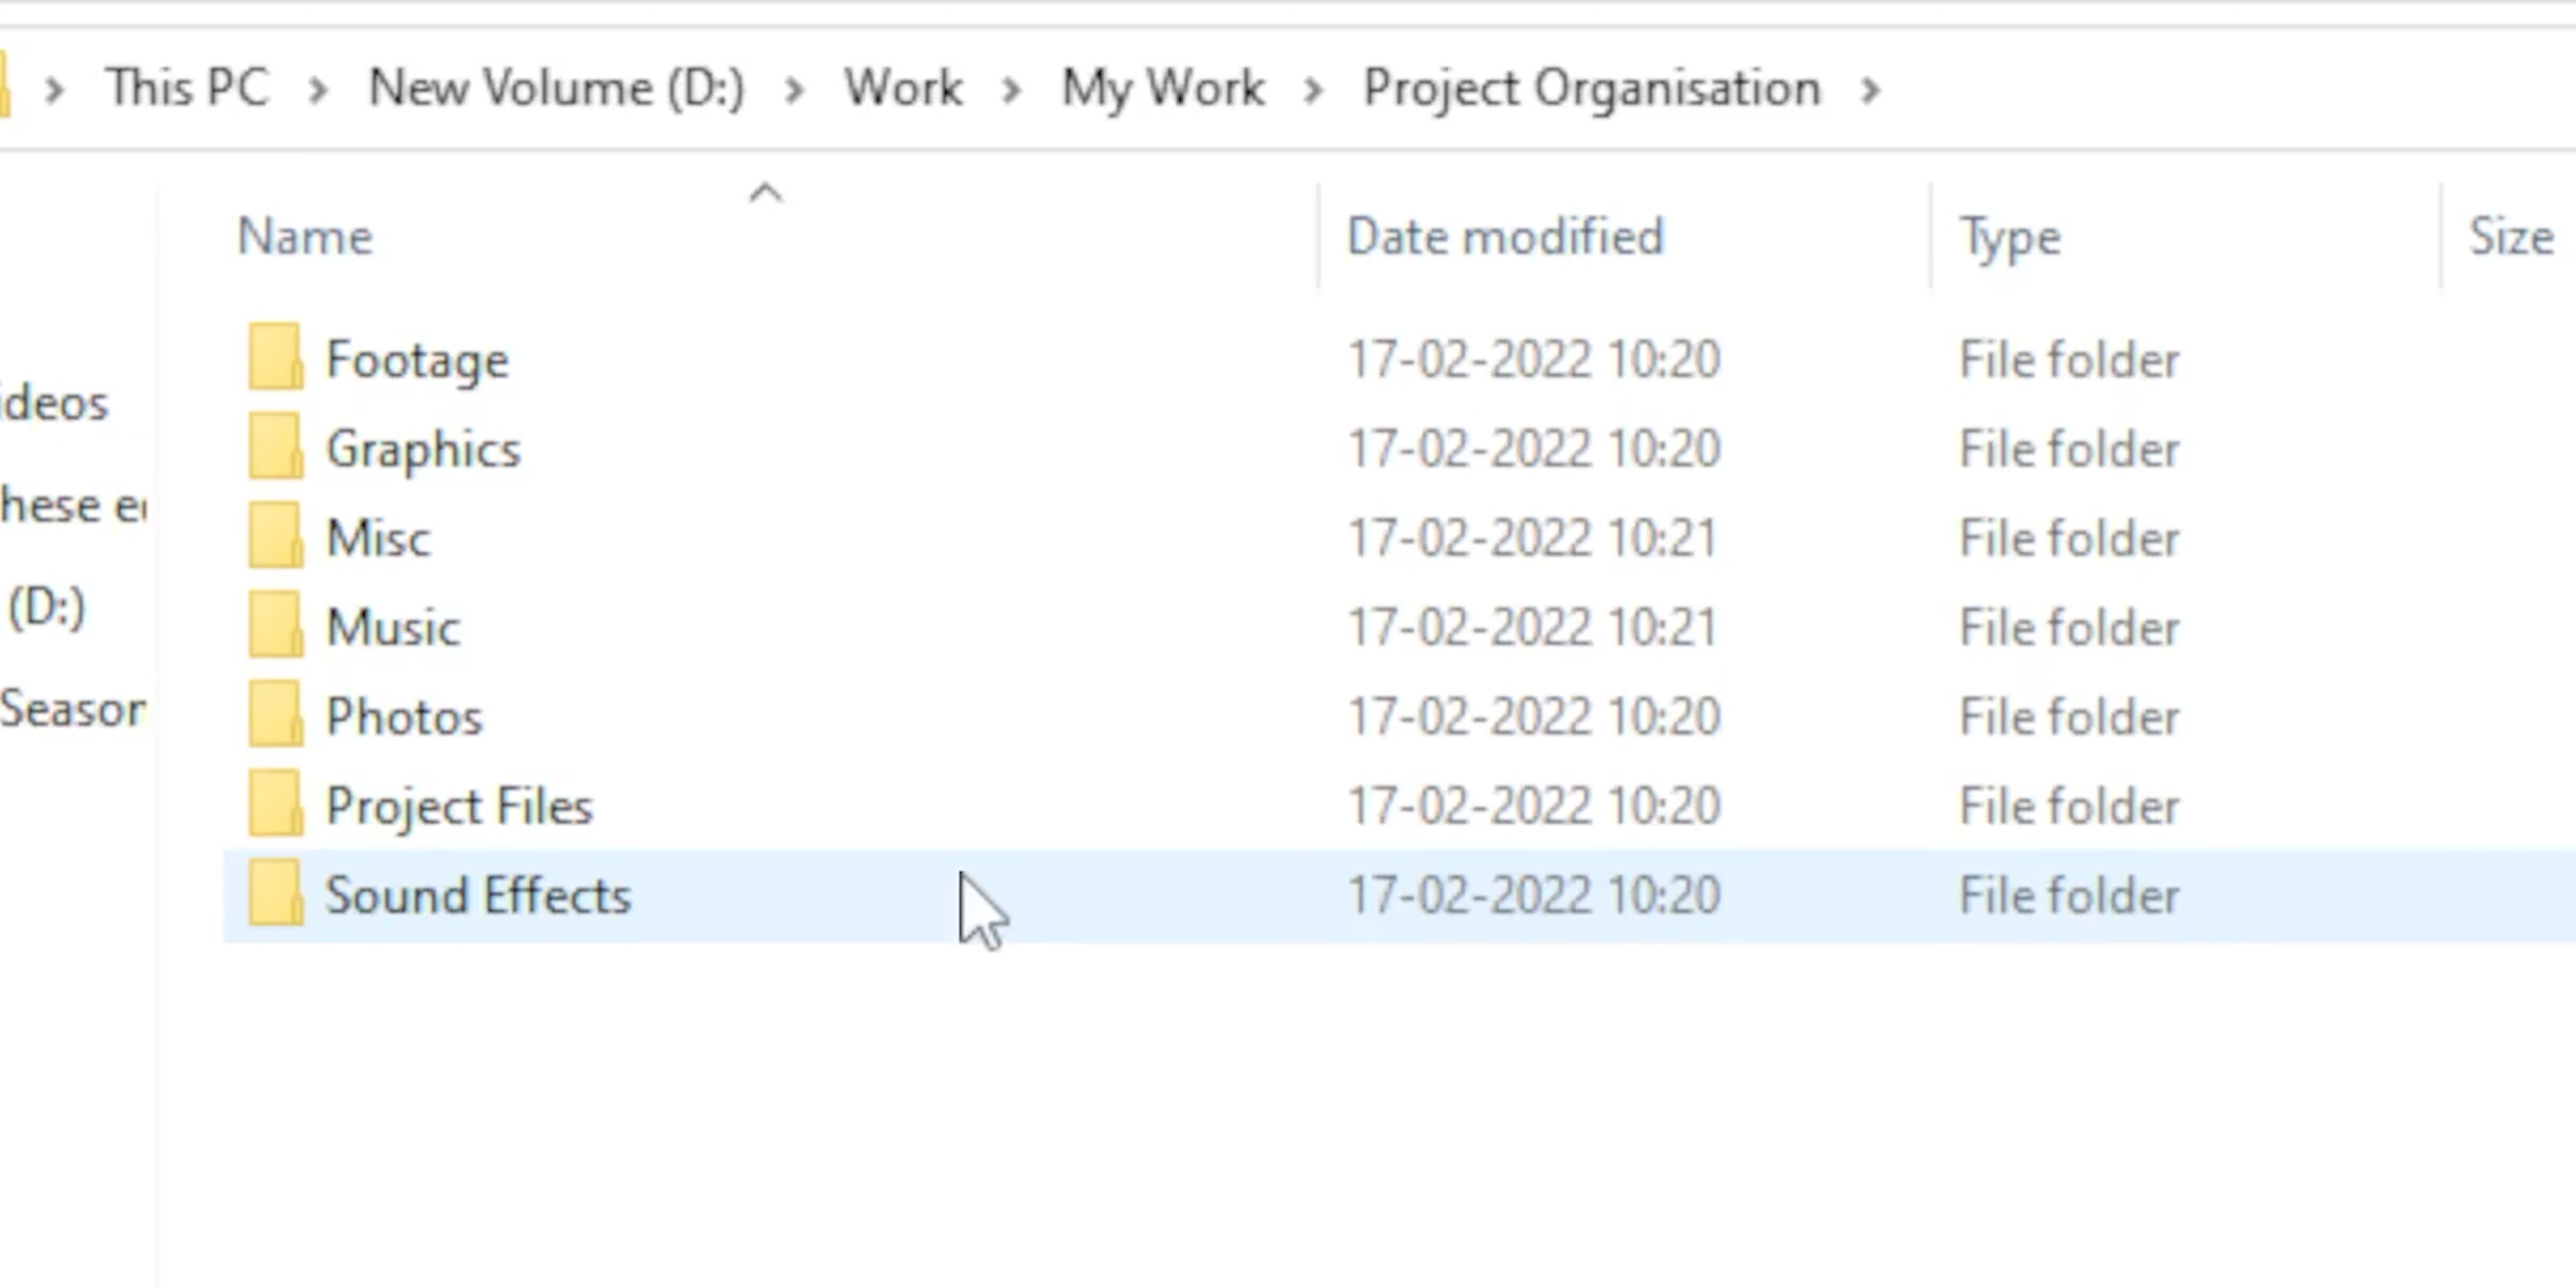 This PC > New Volume (D:) > Work > My Work > Project Organisation >
Name Date modified Type Size
Footage 17-02-2022 10:20 File folder
ideos
Graphics 17-02-2022 10:20 File folder
hese
Misc 17-02-2022 10:21 File folder
(D:)
Music 17-02-2022 10:21 File folder
Photos 17-02-2022 10:20 File folder
Project Files 17-02-2022 10:20 File folder
Sound Effects 17-02-2022 10:20 File folder